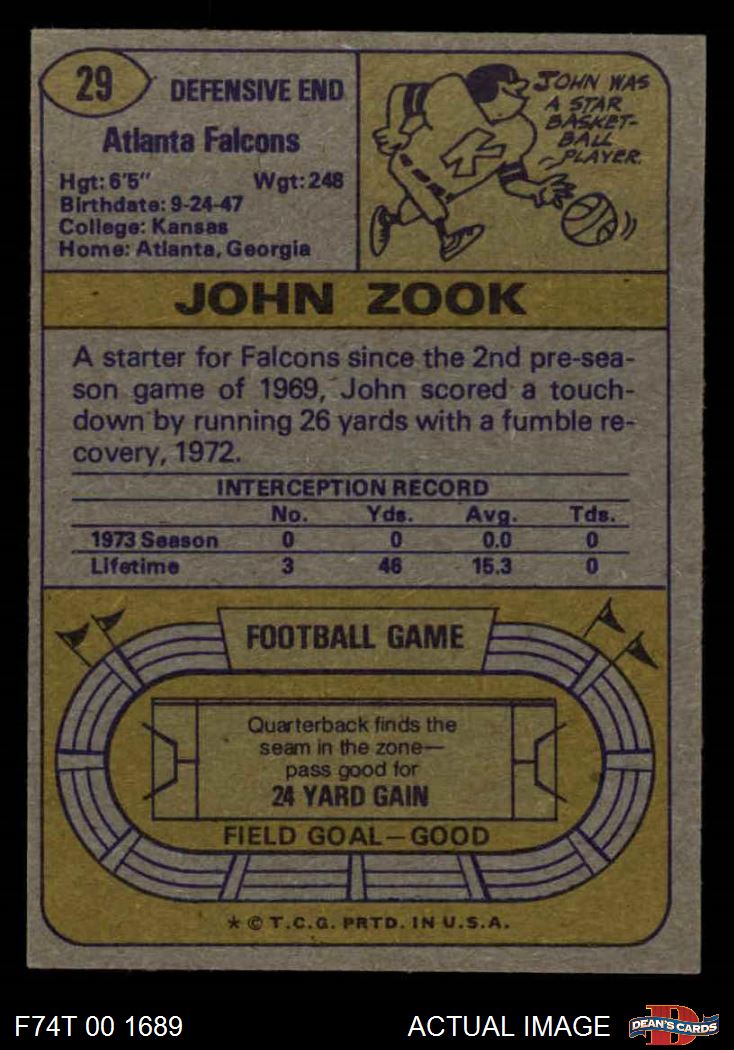 29
DEFENSIVE END
Atlanta Falcons
Hgt: 6'5" Wgt: 248
Birthdate: 9-24-47
College: Kansas
Home: Atlanta, Georgia
JOHN WAS
A STAR
BASKET-
BALL
PLAYER.
JOHN ZOOK
A starter for Falcons since the 2nd pre-sea-
son game of 1969, John scored a touch-
down by running 26 yards with a fumble re-
covery, 1972.
INTERCEPTION RECORD
No. Yds. Avg. Tds.
1973 Season 0 0 0.0 0
Lifetime 3 46 15.3 0
FOOTBALL GAME
Quarterback finds the
seam in the zone—
pass good for
24 YARD GAIN
FIELD GOAL—GOOD
* © T.C.G. PRTD. IN U.S.A.
F74T 00 1689 ACTUAL IMAGE
DEAN'S CARDS